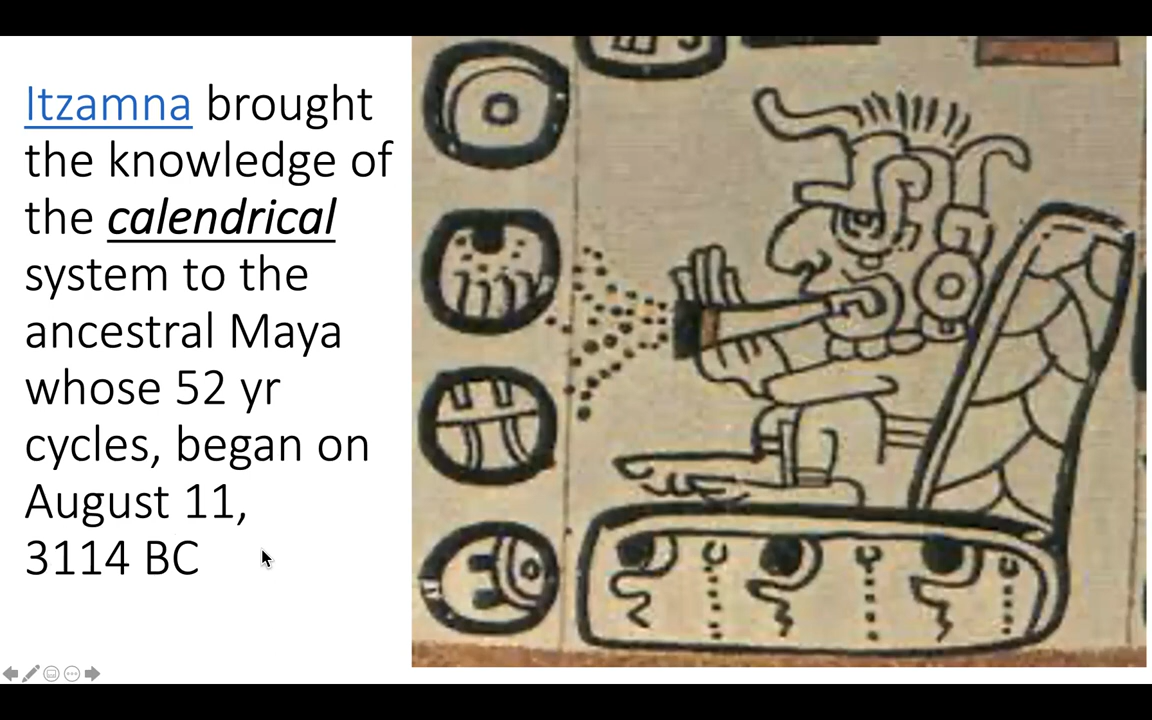 Itzamna brought
the knowledge of
the calendrical
system to the
ancestral Maya
whose 52 yr
cycles, began on
August 11,
3114 BC